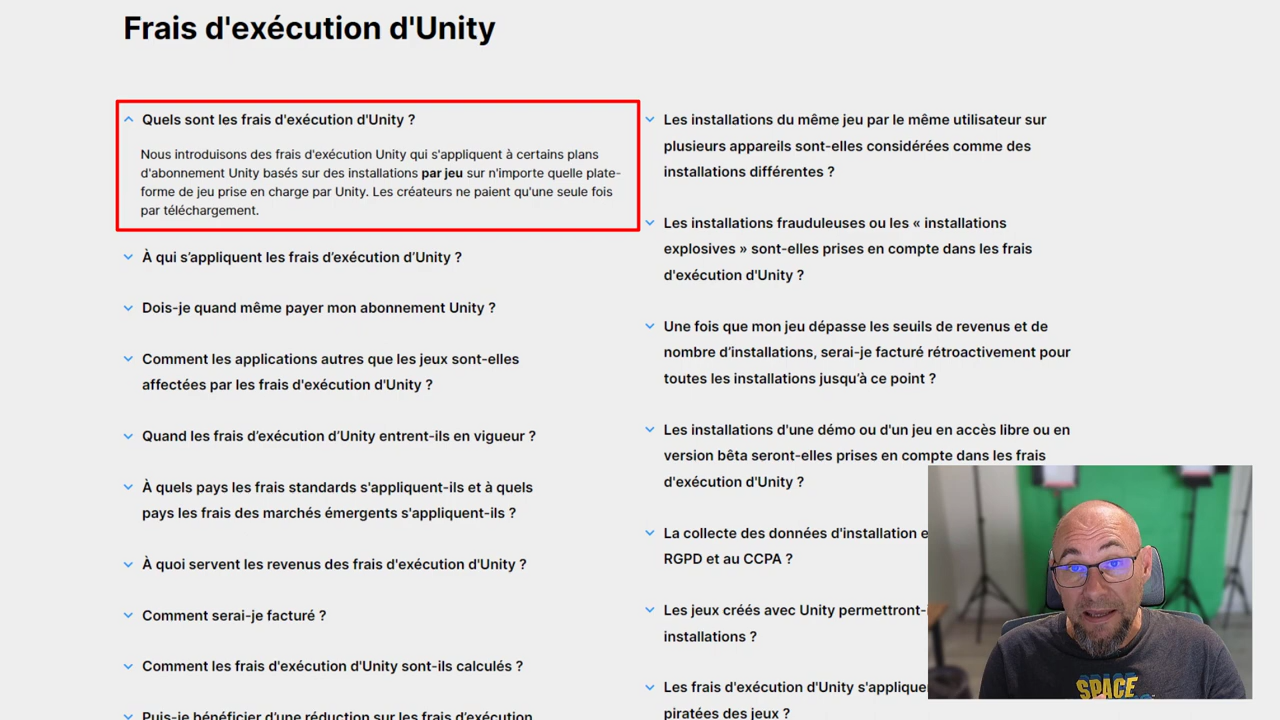 Frais d'exécution d'Unity
Quels sont les frais d'exécution d'Unity ?
Nous introduisons des frais d'exécution Unity qui s'appliquent à certains plans
d'abonnement Unity basés sur des installations par jeu sur n'importe quelle plate-
forme de jeu prise en charge par Unity. Les créateurs ne paient qu'une seule fois
par téléchargement.
À qui s’appliquent les frais d’exécution d’Unity ?
Dois-je quand même payer mon abonnement Unity ?
Comment les applications autres que les jeux sont-elles
affectées par les frais d'exécution d'Unity ?
Quand les frais d’exécution d’Unity entrent-ils en vigueur ?
À quels pays les frais standards s'appliquent-ils et à quels
pays les frais des marchés émergents s'appliquent-ils ?
À quoi servent les revenus des frais d'exécution d'Unity ?
Comment serai-je facturé ?
Comment les frais d'exécution d'Unity sont-ils calculés ?
Puis-je bénéficier d’une réduction sur les frais d’exécution
Les installations du même jeu par le même utilisateur sur
plusieurs appareils sont-elles considérées comme des
installations différentes ?
Les installations frauduleuses ou les « installations
explosives » sont-elles prises en compte dans les frais
d'exécution d'Unity ?
Une fois que mon jeu dépasse les seuils de revenus et de
nombre d’installations, serai-je facturé rétroactivement pour
toutes les installations jusqu’à ce point ?
Les installations d'une démo ou d'un jeu en accès libre ou en
version bêta seront-elles prises en compte dans les frais
d'exécution d'Unity ?
La collecte des données d'installation e
RGPD et au CCPA ?
Les jeux créés avec Unity permettront-
installations ?
Les frais d'exécution d'Unity s'applique
piratées des jeux ?
SPACE